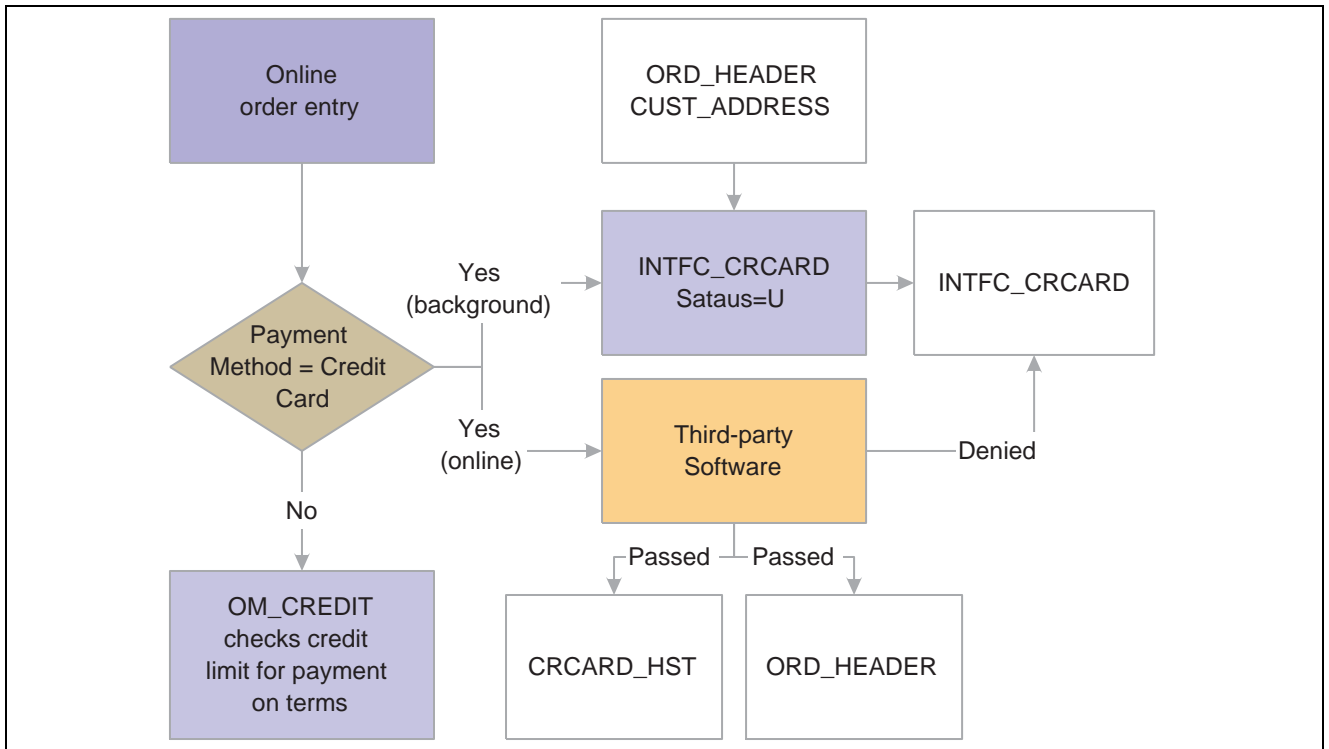 Online
order entry
ORD_HEADER
CUST_ADDRESS
Yes
(background)
INTFC_CRCARD
Sataus=U
INTFC_CRCARD
Payment
Method = Credit
Card
Yes
(online)
Third-party
Software
Denied
No
Passed
Passed
OM_CREDIT
checks credit
limit for payment
on terms
CRCARD_HST
ORD_HEADER